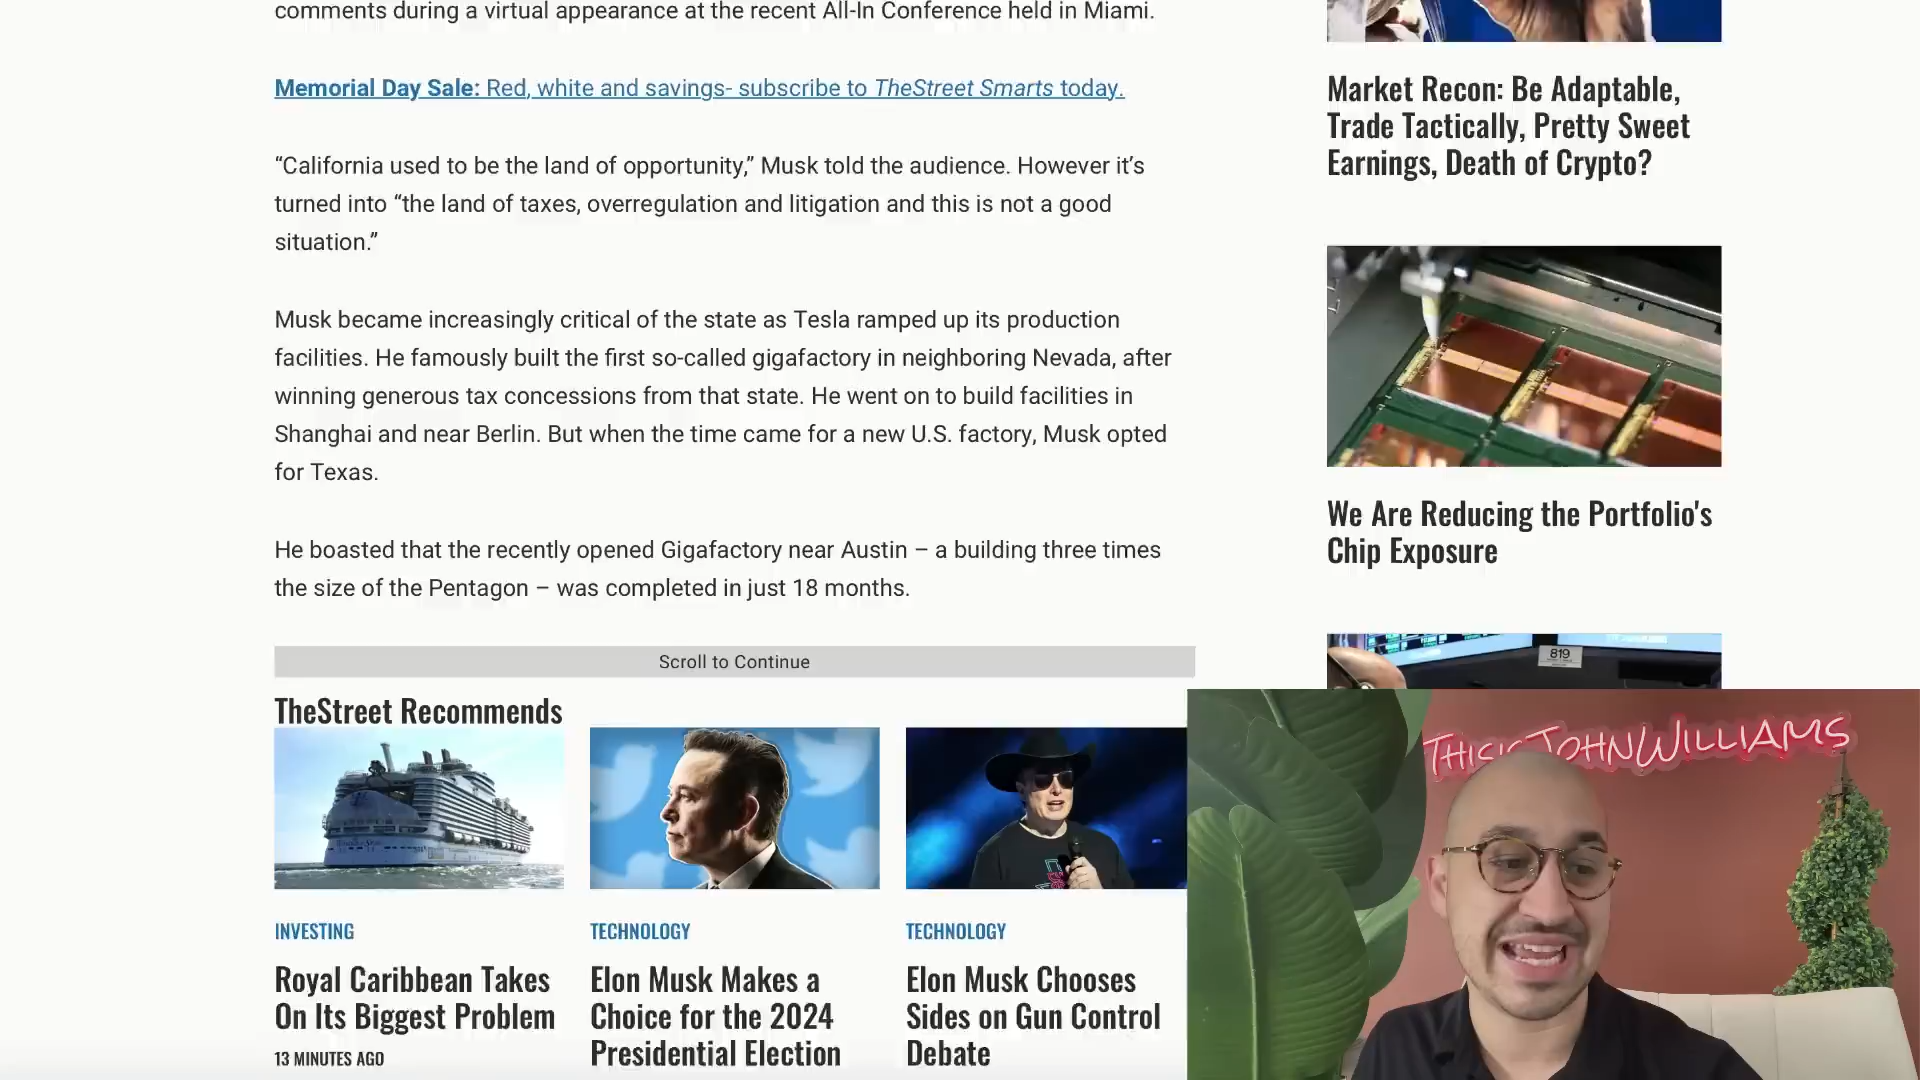 comments during a virtual appearance at the recent All-In Conference held in Miami.
Memorial Day Sale: Red, white and savings- subscribe to TheStreet Smarts today.
“California used to be the land of opportunity,” Musk told the audience. However it’s
turned into “the land of taxes, overregulation and litigation and this is not a good
situation.”
Musk became increasingly critical of the state as Tesla ramped up its production
facilities. He famously built the first so-called gigafactory in neighboring Nevada, after
winning generous tax concessions from that state. He went on to build facilities in
Shanghai and near Berlin. But when the time came for a new U.S. factory, Musk opted
for Texas.
He boasted that the recently opened Gigafactory near Austin – a building three times
the size of the Pentagon – was completed in just 18 months.
Scroll to Continue
TheStreet Recommends
INVESTING
Royal Caribbean Takes
On Its Biggest Problem
13 MINUTES AGO
TECHNOLOGY
Elon Musk Makes a
Choice for the 2024
Presidential Election
TECHNOLOGY
Elon Musk Chooses
Sides on Gun Control
Debate
Market Recon: Be Adaptable,
Trade Tactically, Pretty Sweet
Earnings, Death of Crypto?
We Are Reducing the Portfolio's
Chip Exposure
819
THIS IS JOHN WILLIAMS